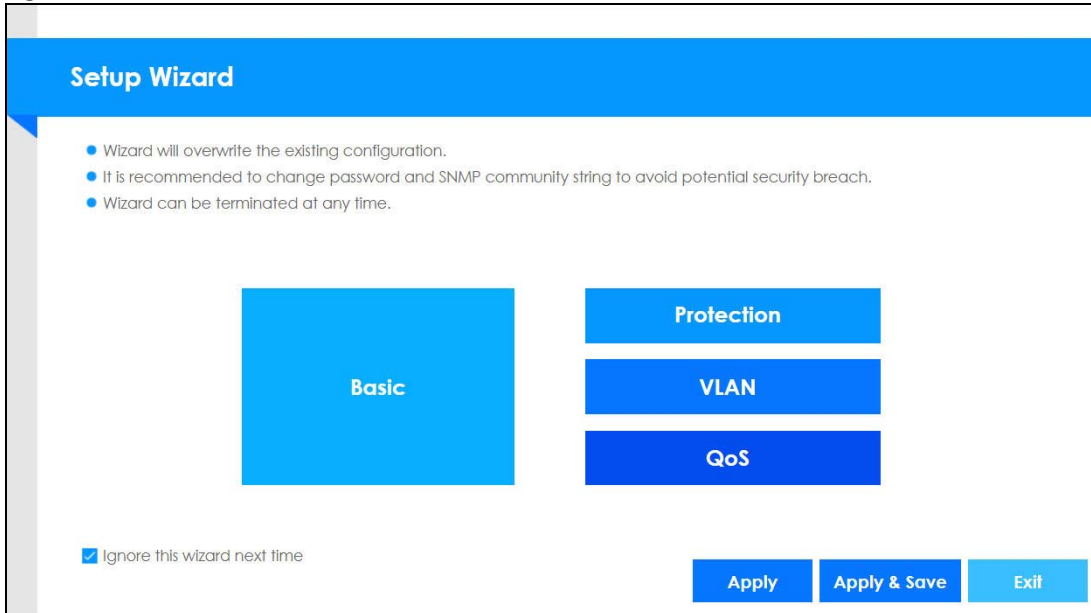 Setup Wizard
Wizard will overwrite the existing configuration.
It is recommended to change password and SNMP community string to avoid potential security breach.
Wizard can be terminated at any time.
Basic
Protection
VLAN
QoS
Ignore this wizard next time
Apply
Apply & Save
Exit